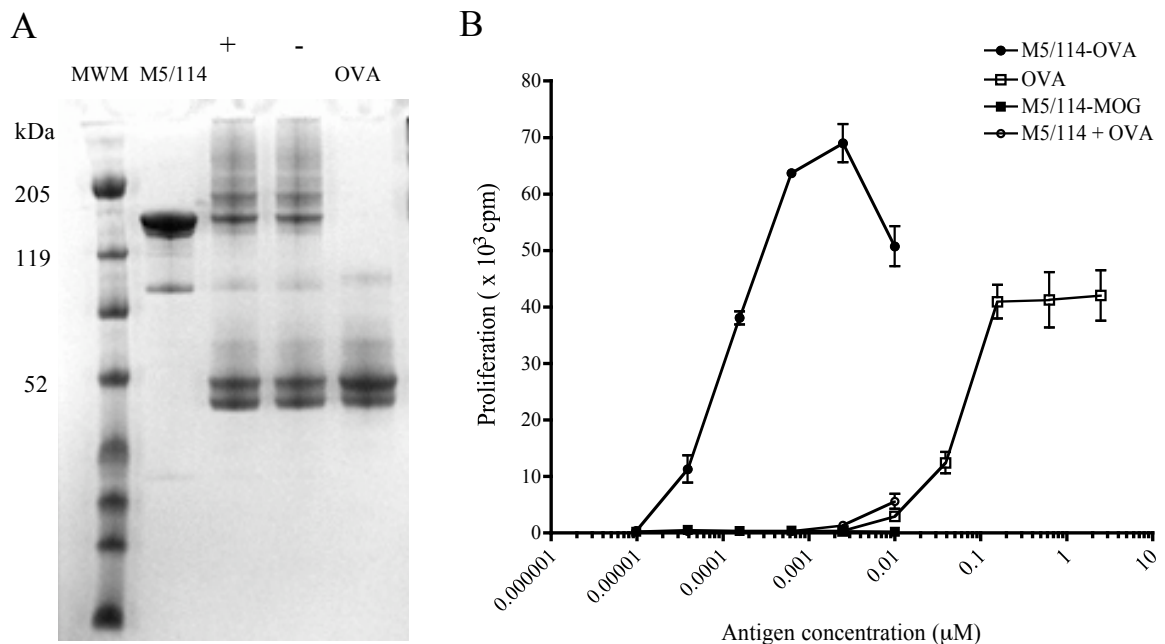 A
+ -
MWM M5/114 OVA
kDa
205
119
52
B
M5/114-OVA
OVA
M5/114-MOG
M5/114 + OVA
Proliferation ( x 10³ cpm)
80
70
60
50
40
30
20
10
0
0.000001 0.00001 0.0001 0.001 0.01 0.1 1 10
Antigen concentration (μM)